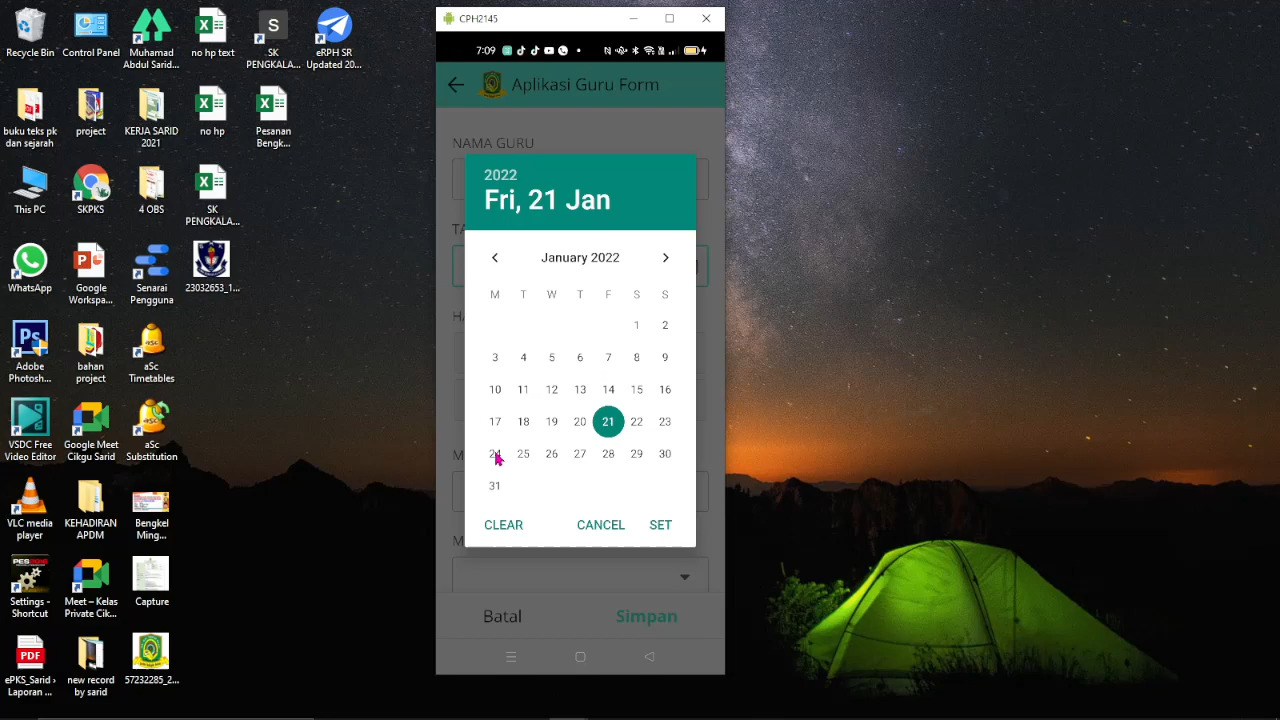 Recycle Bin
Control Panel
Muhamad
Abdul Sarid...
no hp text
SK
PENGKALA...
eRPH SR
Updated 20...
buku teks pk
dan sejarah
project
KERJA SARID
2021
no hp
Pesanan
Bengk...
This PC
SKPKS
4 OBS
SK
PENGKALA...
WhatsApp
Google
Workspa...
Senarai
Pengguna
23032653_1...
Adobe
Photosh...
bahan
project
aSc
Timetables
VSDC Free
Video Editor
Google Meet
Cikgu Sarid
aSc
Substitution
VLC media
player
KEHADIRAN
APDM
Bengkel
Ming...
Settings -
Shortcut
Meet – Kelas
Private Cik...
Capture
PDF
ePKS_Sarid ›
Laporan ...
new record
by sarid
57232285_2...
CPH2145
7:09
Aplikasi Guru Form
NAMA GURU
2022
Fri, 21 Jan
January 2022
M T W T F S S
1 2
3 4 5 6 7 8 9
10 11 12 13 14 15 16
17 18 19 20 21 22 23
24 25 26 27 28 29 30
31
CLEAR CANCEL SET
Batal Simpan